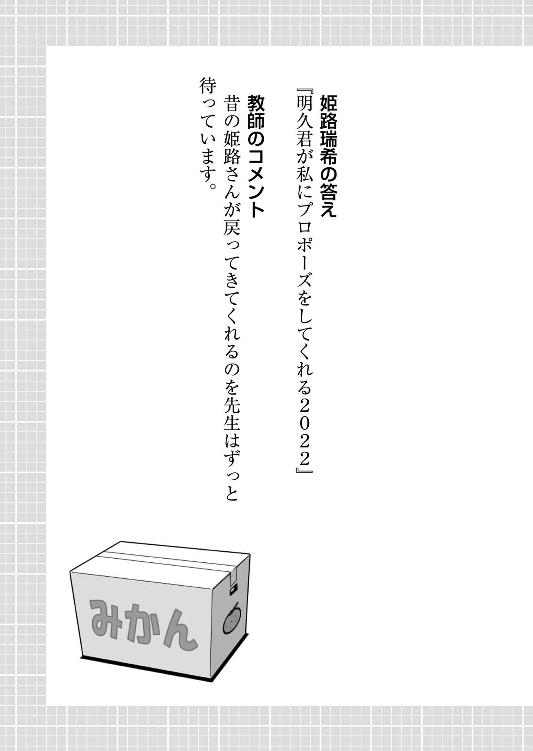 姫路瑞希の答え
『明久君が私にプロポーズをしてくれる2022』
教師のコメント
昔の姫路さんが戻ってきてくれるのを先生はずっと
待っています。
みかん